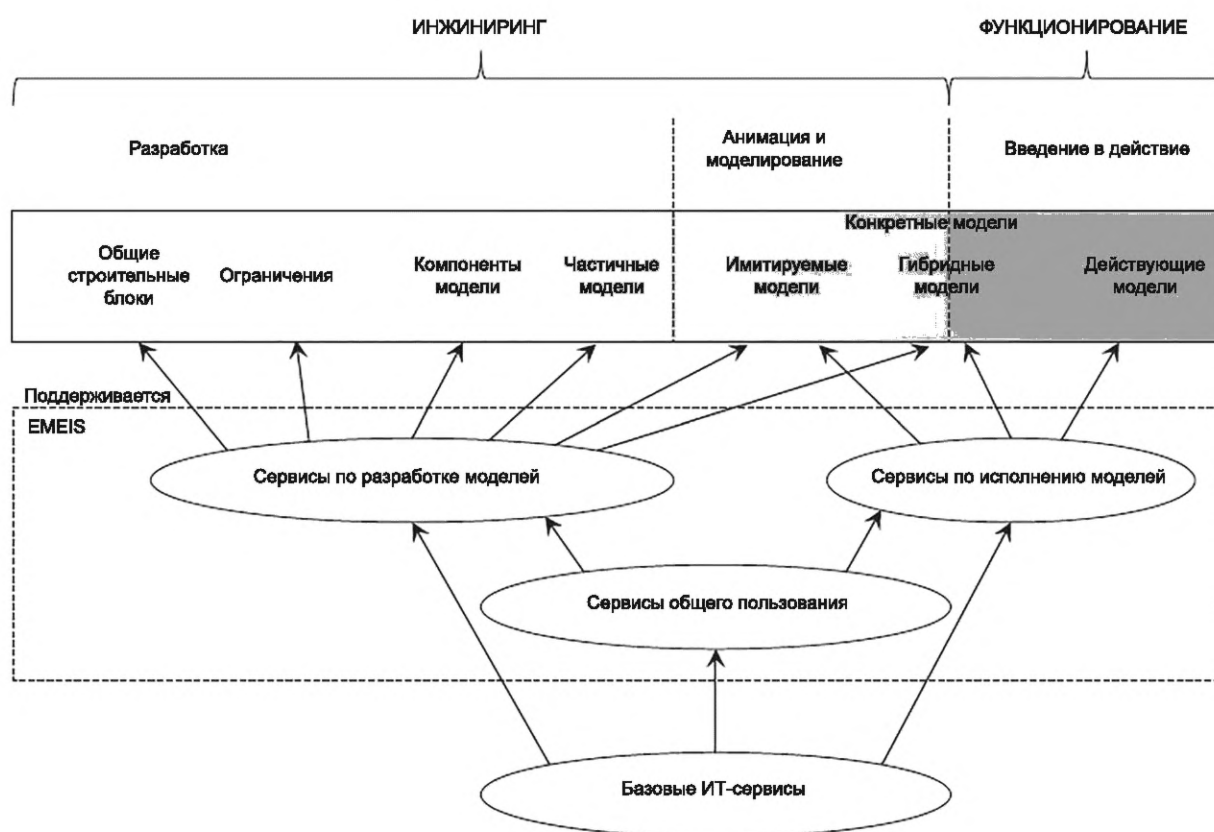 ИНЖИНИРИНГ
ФУНКЦИОНИРОВАНИЕ
Разработка
Анимация и
моделирование
Введение в действие
Конкретные модели
Общие
строительные
блоки
Ограничения
Компоненты
модели
Частичные
модели
Имитируемые
модели
Гибридные
модели
Действующие
модели
Поддерживается
EMEIS
Сервисы по разработке моделей
Сервисы по исполнению моделей
Сервисы общего пользования
Базовые ИТ-сервисы